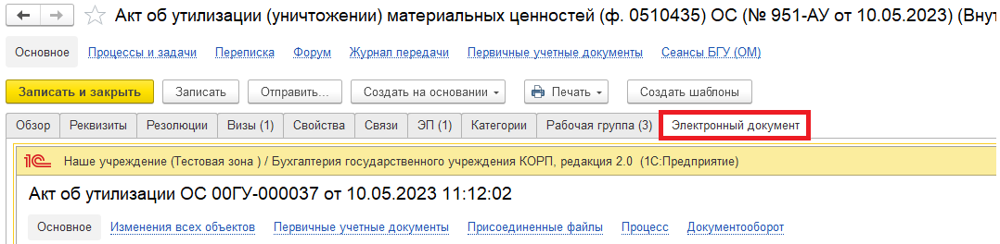 Акт об утилизации (уничтожении) материальных ценностей (ф. 0510435) ОС (№ 951-АУ от 10.05.2023) (Внут
Основное Процессы и задачи Переписка Форум Журнал передачи Первичные учетные документы Сеансы БГУ (ОМ)
Записать и закрыть Записать Отправить... Создать на основании Печать Создать шаблоны
Обзор Реквизиты Резолюции Визы (1) Свойства Связи ЭП (1) Категории Рабочая группа (3) Электронный документ
1С Наше учреждение (Тестовая зона ) / Бухгалтерия государственного учреждения КОРП, редакция 2.0 (1С:Предприятие)
Акт об утилизации ОС 00ГУ-000037 от 10.05.2023 11:12:02
Основное Изменения всех объектов Первичные учетные документы Присоединенные файлы Процесс Документооборот